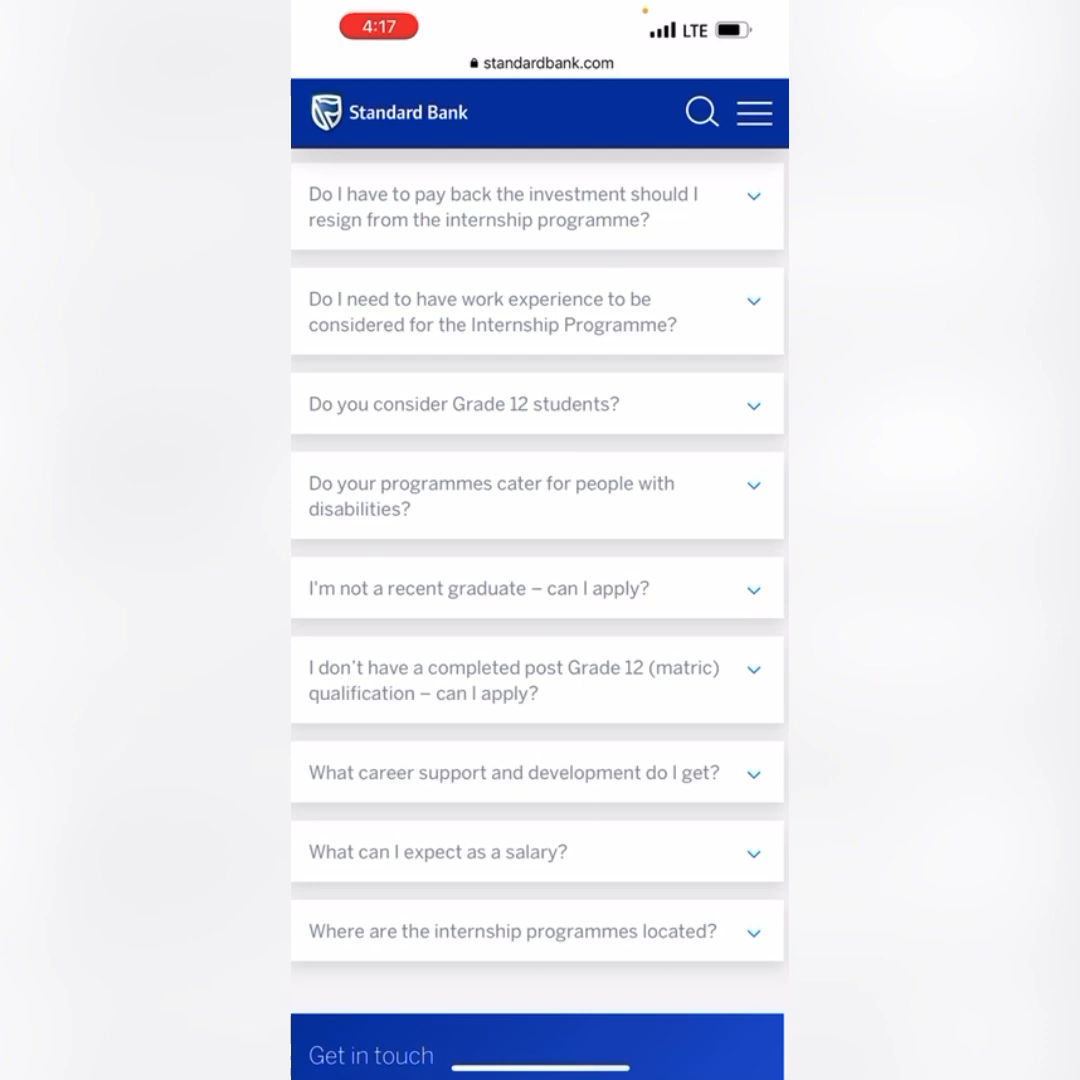 4:17
LTE
standardbank.com
Standard Bank
Do I have to pay back the investment should I
resign from the internship programme?
Do I need to have work experience to be
considered for the Internship Programme?
Do you consider Grade 12 students?
Do your programmes cater for people with
disabilities?
I'm not a recent graduate – can I apply?
I don’t have a completed post Grade 12 (matric)
qualification – can I apply?
What career support and development do I get?
What can I expect as a salary?
Where are the internship programmes located?
Get in touch